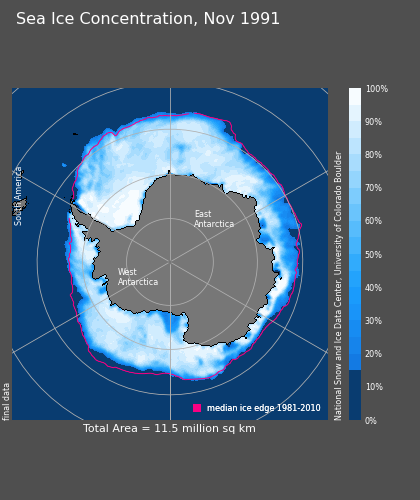 Sea Ice Concentration, Nov 1991
South America
East
Antarctica
West
Antarctica
median ice edge 1981-2010
final data
Total Area = 11.5 million sq km
National Snow and Ice Data Center, University of Colorado Boulder
100%
90%
80%
70%
60%
50%
40%
30%
20%
10%
0%